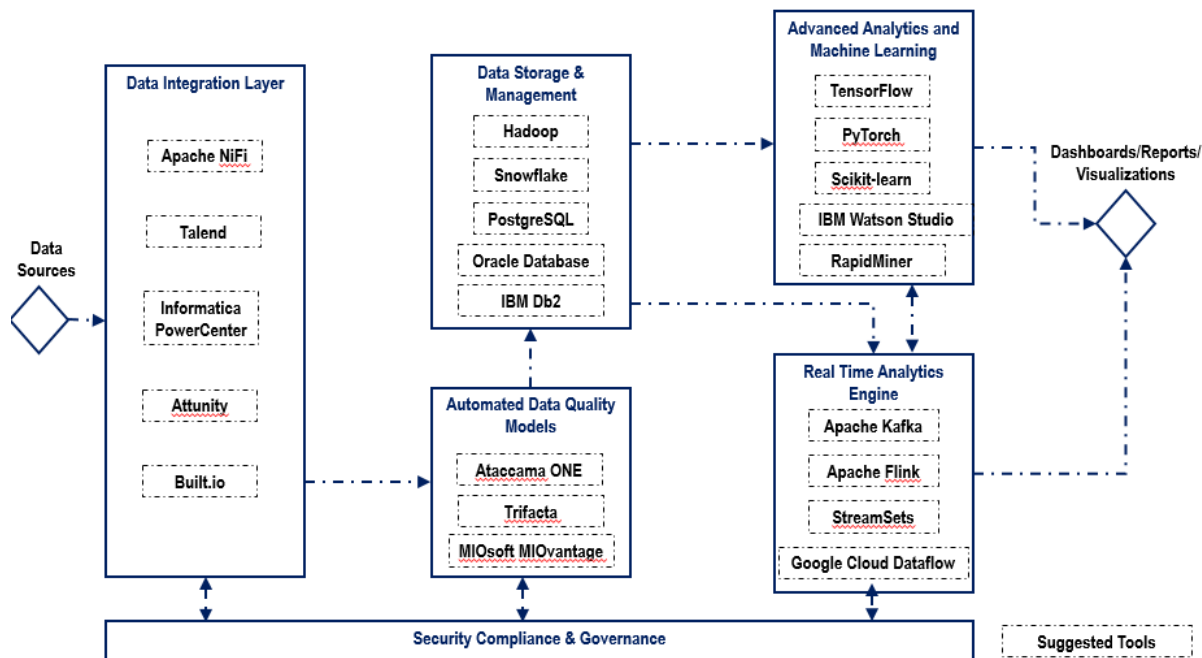 Data
Sources
Data Integration Layer
Apache NiFi
Talend
Informatica
PowerCenter
Attunity
Built.io
Data Storage &
Management
Hadoop
Snowflake
PostgreSQL
Oracle Database
IBM Db2
Automated Data Quality
Models
Ataccama ONE
Trifacta
MIOsoft MIOvantage
Advanced Analytics and
Machine Learning
TensorFlow
PyTorch
Scikit-learn
IBM Watson Studio
RapidMiner
Real Time Analytics
Engine
Apache Kafka
Apache Flink
StreamSets
Google Cloud Dataflow
Dashboards/Reports/
Visualizations
Security Compliance & Governance
Suggested Tools